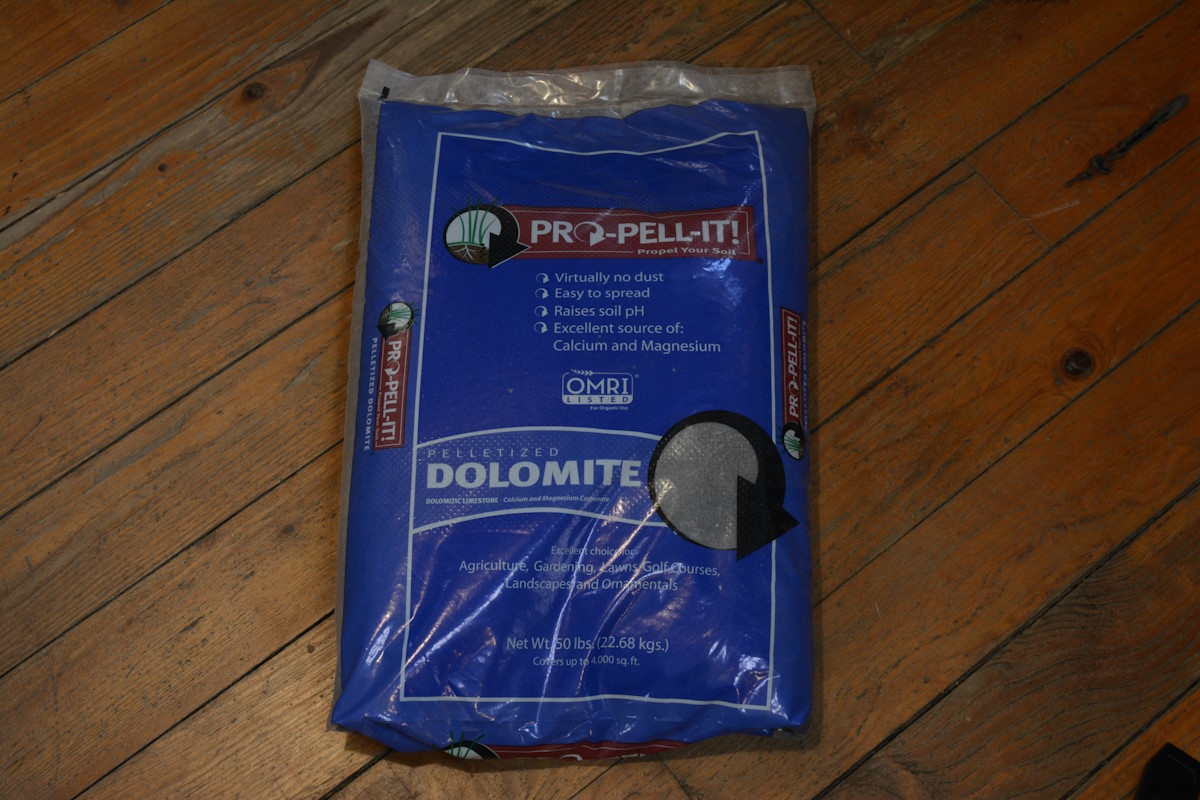 PRO-PELL-IT!
Propel Your Soil
Virtually no dust
Easy to spread
Raises soil pH
Excellent source of:
Calcium and Magnesium
OMRI
LISTED
For Organic Use
PELLETIZED
DOLOMITE
DOLOMITIC LIMESTONE - Calcium and Magnesium Carbonate
Excellent choice for:
Agriculture, Gardening, Lawns, Golf Courses,
Landscapes and Ornamentals
Net Wt. 50 lbs. (22.68 kgs.)
Covers up to 4,000 sq. ft.
PRO-PELL-IT!
PELLETIZED DOLOMITE
PRO-PELL-IT!